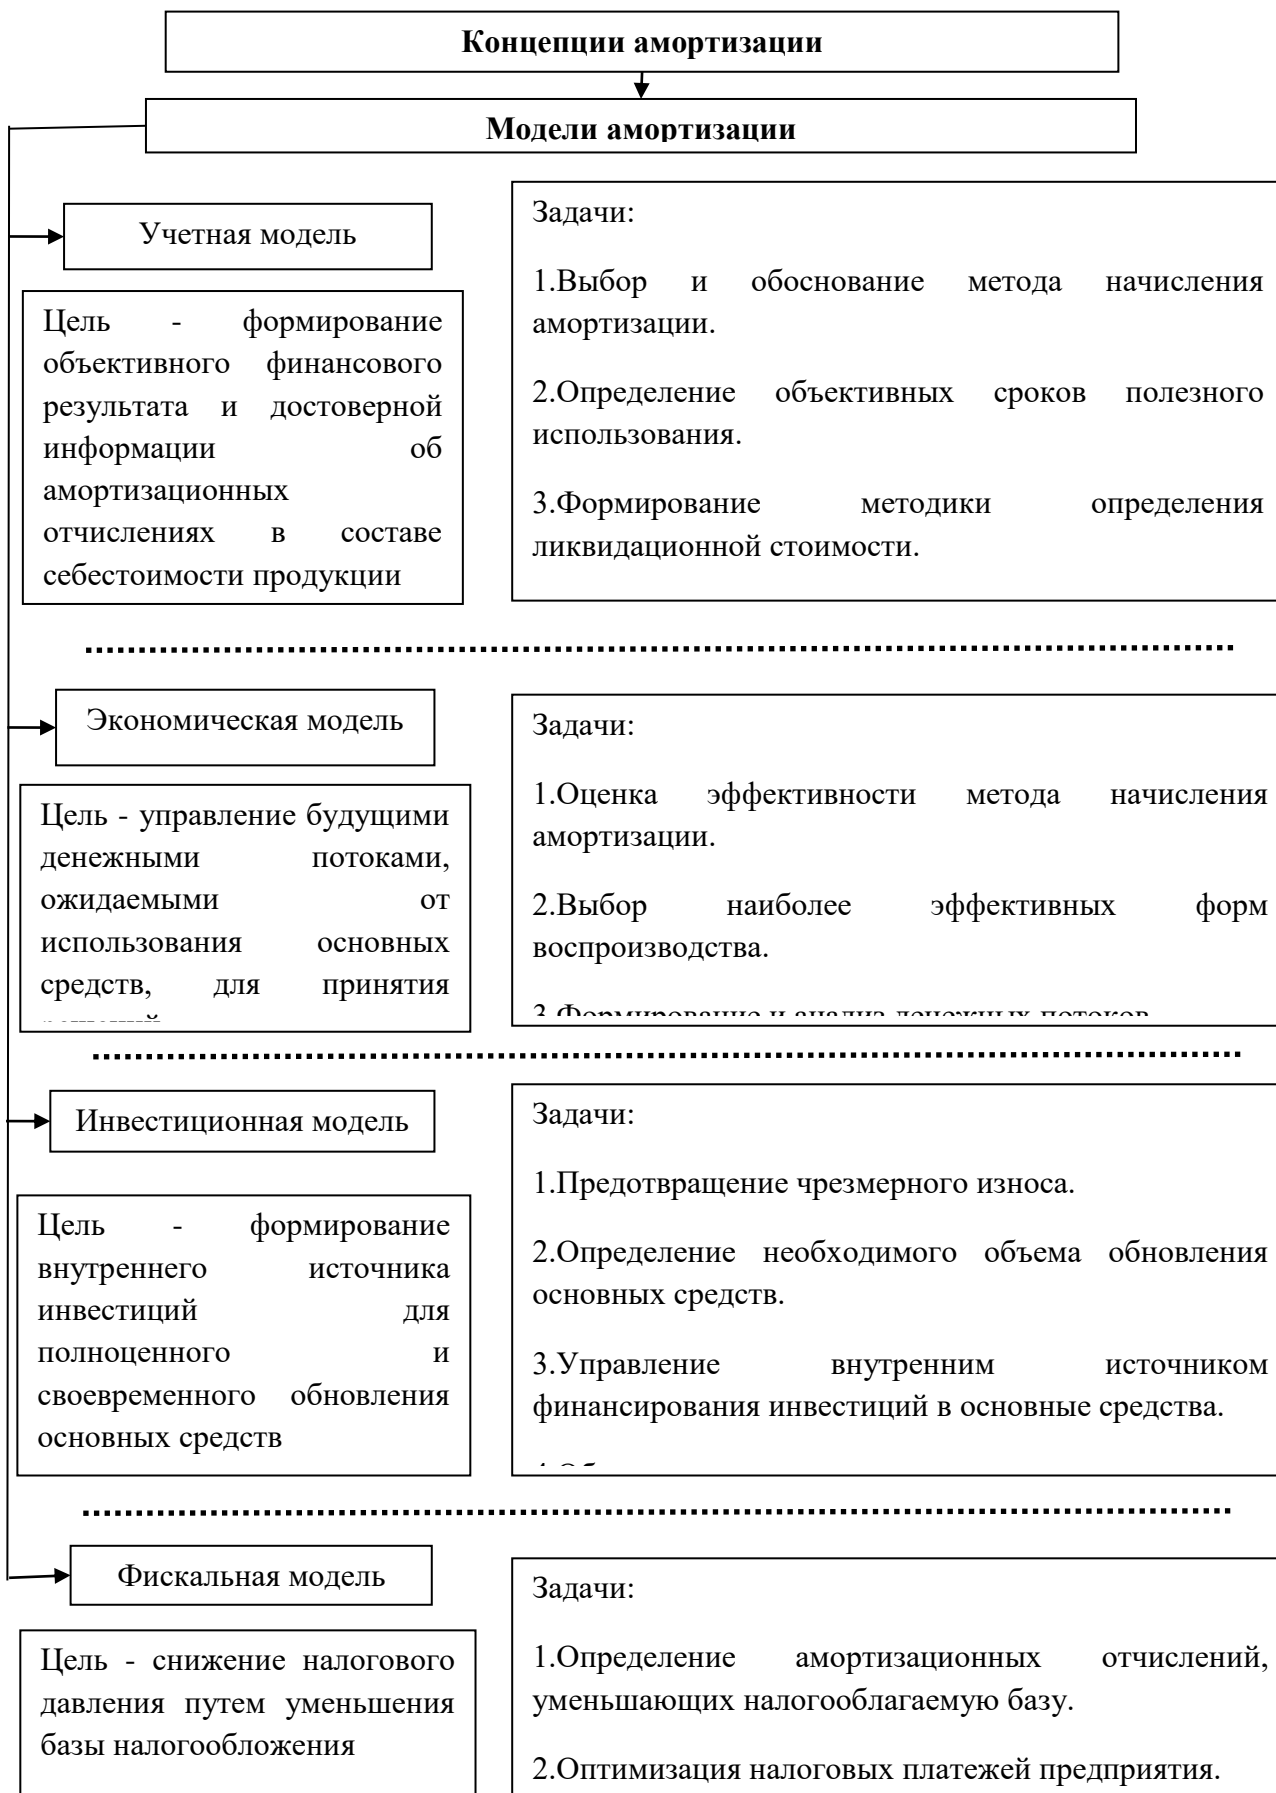 Концепции амортизации
Модели амортизации
Учетная модель
Цель - формирование
объективного финансового
результата и достоверной
информации об
амортизационных
отчислениях в составе
себестоимости продукции
Задачи:
1.Выбор и обоснование метода начисления
амортизации.
2.Определение объективных сроков полезного
использования.
3.Формирование методики определения
ликвидационной стоимости.
Экономическая модель
Цель - управление будущими
денежными потоками,
ожидаемыми от
использования основных
средств, для принятия
Задачи:
1.Оценка эффективности метода начисления
амортизации.
2.Выбор наиболее эффективных форм
воспроизводства.
3.Формирование и анализ денежных потоков
Инвестиционная модель
Цель - формирование
внутреннего источника
инвестиций для
полноценного и
своевременного обновления
основных средств
Задачи:
1.Предотвращение чрезмерного износа.
2.Определение необходимого объема обновления
основных средств.
3.Управление внутренним источником
финансирования инвестиций в основные средства.
Фискальная модель
Цель - снижение налогового
давления путем уменьшения
базы налогообложения
Задачи:
1.Определение амортизационных отчислений,
уменьшающих налогооблагаемую базу.
2.Оптимизация налоговых платежей предприятия.